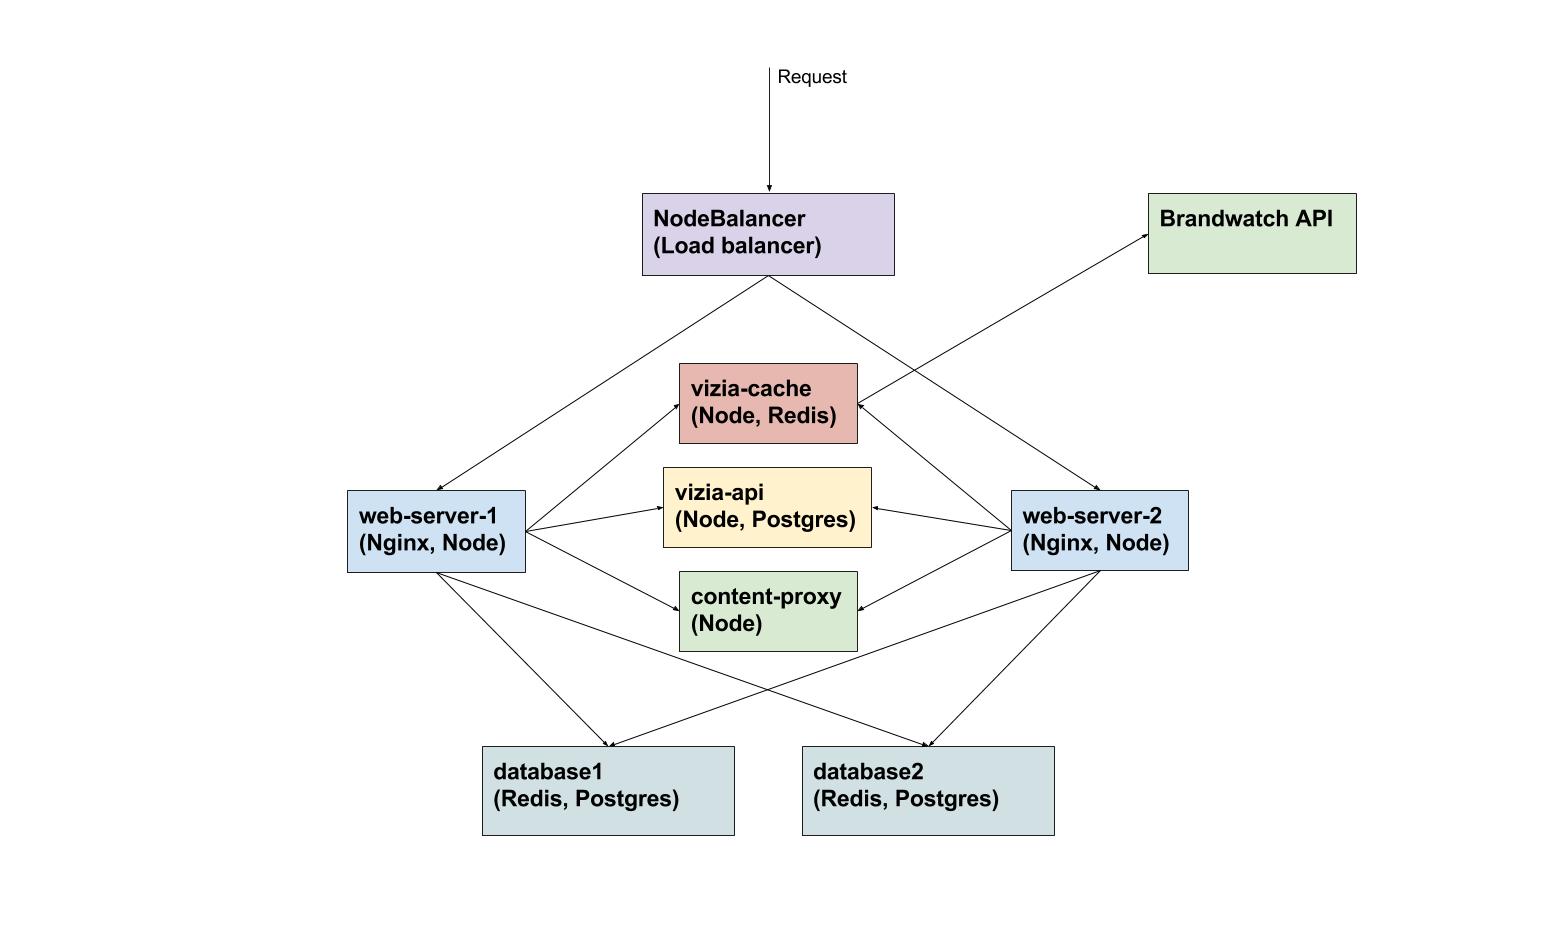 Request
NodeBalancer
(Load balancer)
Brandwatch API
vizia-cache
(Node, Redis)
vizia-api
(Node, Postgres)
web-server-1
(Nginx, Node)
web-server-2
(Nginx, Node)
content-proxy
(Node)
database1
(Redis, Postgres)
database2
(Redis, Postgres)